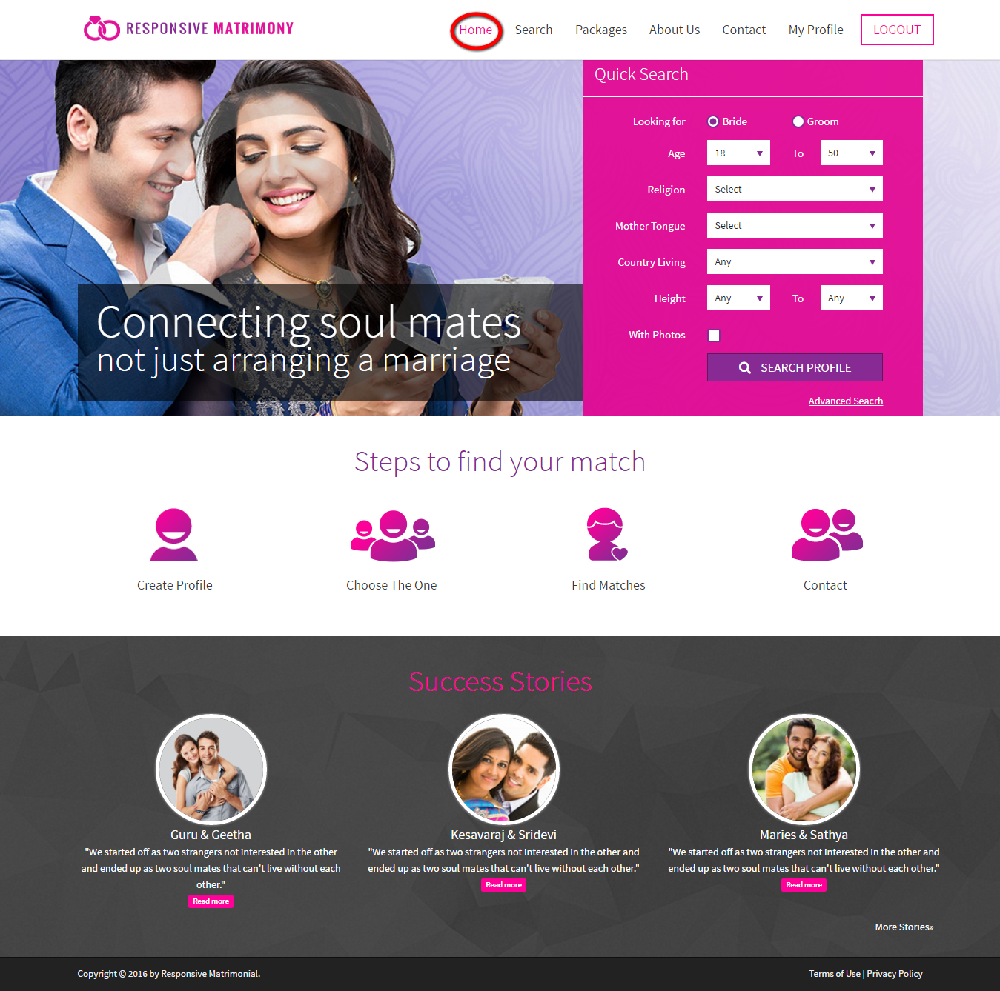 RESPONSIVE MATRIMONY
Home Search Packages About Us Contact My Profile LOGOUT
Quick Search
Looking for Bride Groom
Age 18 To 50
Religion Select
Mother Tongue Select
Country Living Any
Height Any To Any
With Photos
SEARCH PROFILE
Advanced Seacrh
Connecting soul mates
not just arranging a marriage
Steps to find your match
Create Profile Choose The One Find Matches Contact
Success Stories
Guru & Geetha
"We started off as two strangers not interested in the other
and ended up as two soul mates that can't live without each
other."
Read more
Kesavaraj & Sridevi
"We started off as two strangers not interested in the other and
ended up as two soul mates that can't live without each other."
Read more
Maries & Sathya
"We started off as two strangers not interested in the other and
ended up as two soul mates that can't live without each other."
Read more
More Stories»
Copyright © 2016 by Responsive Matrimonial.
Terms of Use | Privacy Policy